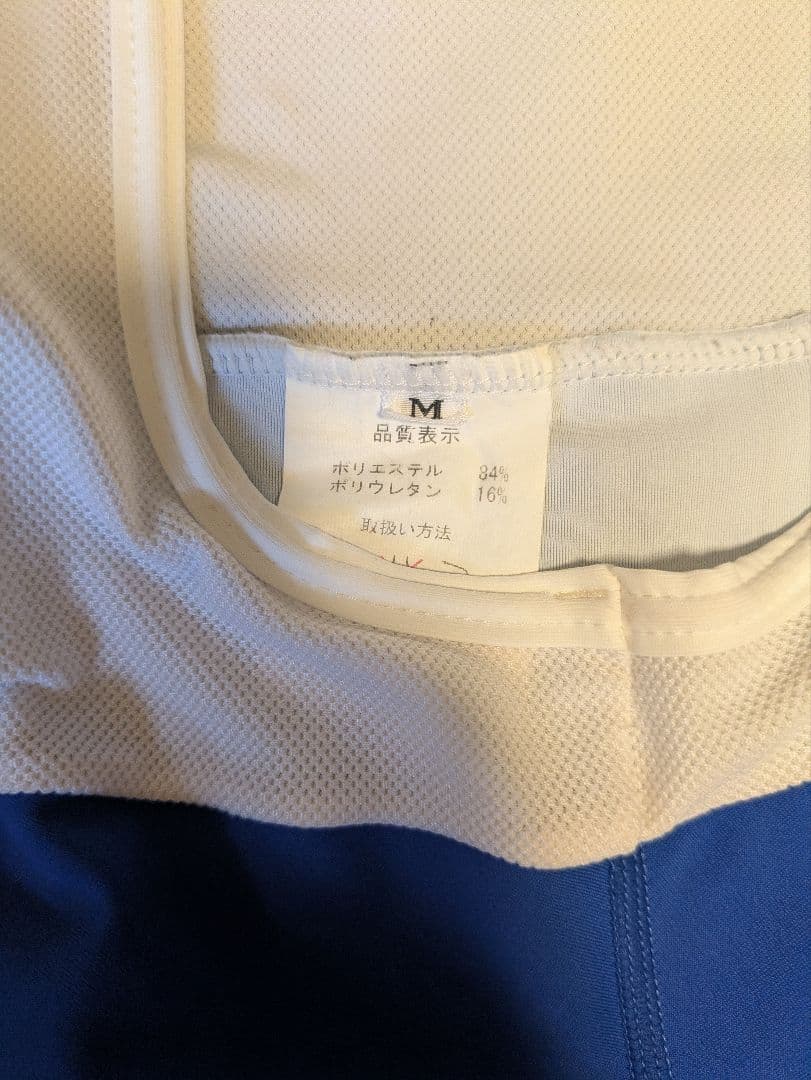 M
品質表示
ポリエステル 84%
ポリウレタン 16%
取扱い方法